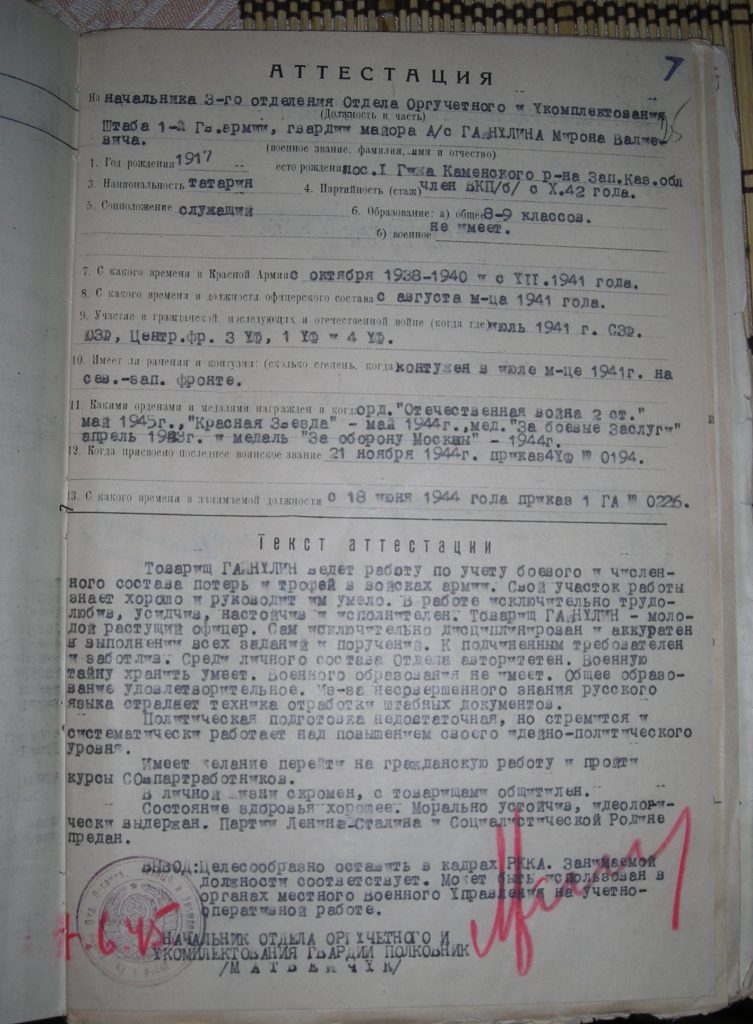 7
АТТЕСТАЦИЯ
На начальника 3-го отделения Отдела Оргучетного и Укомплектования
(Должность и часть)
Штаба 1-й Гв.армии, гвардии майора А/с ГАЙНУЛИНА Мирона Валие-
вича.
(военное звание, фамилия, имя и отчество)
1. Год рождения 1917 есто рождения пос. I Гижа Каменского р-на Зап.Каз.обл
3. Национальность татарин 4. Партийность (стаж) член ВКП/б/ с X.42 года.
5. Соцположение служащий 6. Образование: а) общее 8-9 классов.
б) военное не имеет.
7. С какого времени в Красной Армии с октября 1938-1940 и с XII.1941 года.
8. С какого времени в должности офицерского состава с августа м-ца 1941 года.
9. Участие в гражданской, последующих и отечественной войне (когда где) июль 1941 г. СЗФ.
ЮЗФ, Центр.фр. 3 УФ, 1 УФ и 4 УФ.
10. Имеет ли ранения и контузии: (сколько степень, когда контужен в июле м-це 1941г. на
сев.-зап. фронте.
11. Какими орденами и медалями награжден и когда орд."Отечественная война 2 ст."
май 1945г.,"Красная Звезда" - май 1944г.,мед."За боевые Заслуги"
апрель 1943г. и медаль "За оборону Москвы" - 1944г.
12. Когда присвоено последнее воинское звание 21 ноября 1944г. приказ 4УФ № 0194.
13. С какого времени в занимаемой должности с 18 июня 1944 года приказ 1 ГА № 0226.
Текст аттестации
Товарищ ГАЙНУЛИН ведет работу по учету боевого и числен-
ного состава потерь и трофей в войсках армии. Свой участок работы
знает хорошо и руководит им умело. В работе исключительно трудо-
любив, усидчив, настойчив и исполнителен. Товарищ ГАЙНУЛИН - моло-
дой растущий офицер. Сам исключительно дисциплинирован и аккуратен
в выполнении всех заданий и поручений. К подчиненным требователен
и заботлив. Среди личного состава Отдела авторитетен. Военную
тайну хранить умеет. Военного образования не имеет. Общее образо-
вание удовлетворительное. Из-за несовершенного знания русского
языка страдает техника отработки штабных документов.
Политическая подготовка недостаточная, но стремится и
систематически работает над повышением своего идейно-политического
уровня.
Имеет желание перейти на гражданскую работу и пройти
курсы Совпартработников.
В личной жизни скромен, с товарищами общителен.
Состояние здоровья хорошее. Морально устойчив, идеологи-
чески выдержан. Партии Ленина-Сталина и Социалистической Родине
предан.
ВЫВОД:Целесообразно оставить в кадрах РККА. Занимаемой
должности соответствует. Может быть использован в
органах местного Военного Управления на учетно-
оперативной работе.
6 45
НАЧАЛЬНИК ОТДЕЛА ОРГУЧЕТНОГО И
УКОМПЛЕКТОВАНИЯ ГВАРДИИ ПОЛКОВНИК
/МАТВЕЙЧУК/